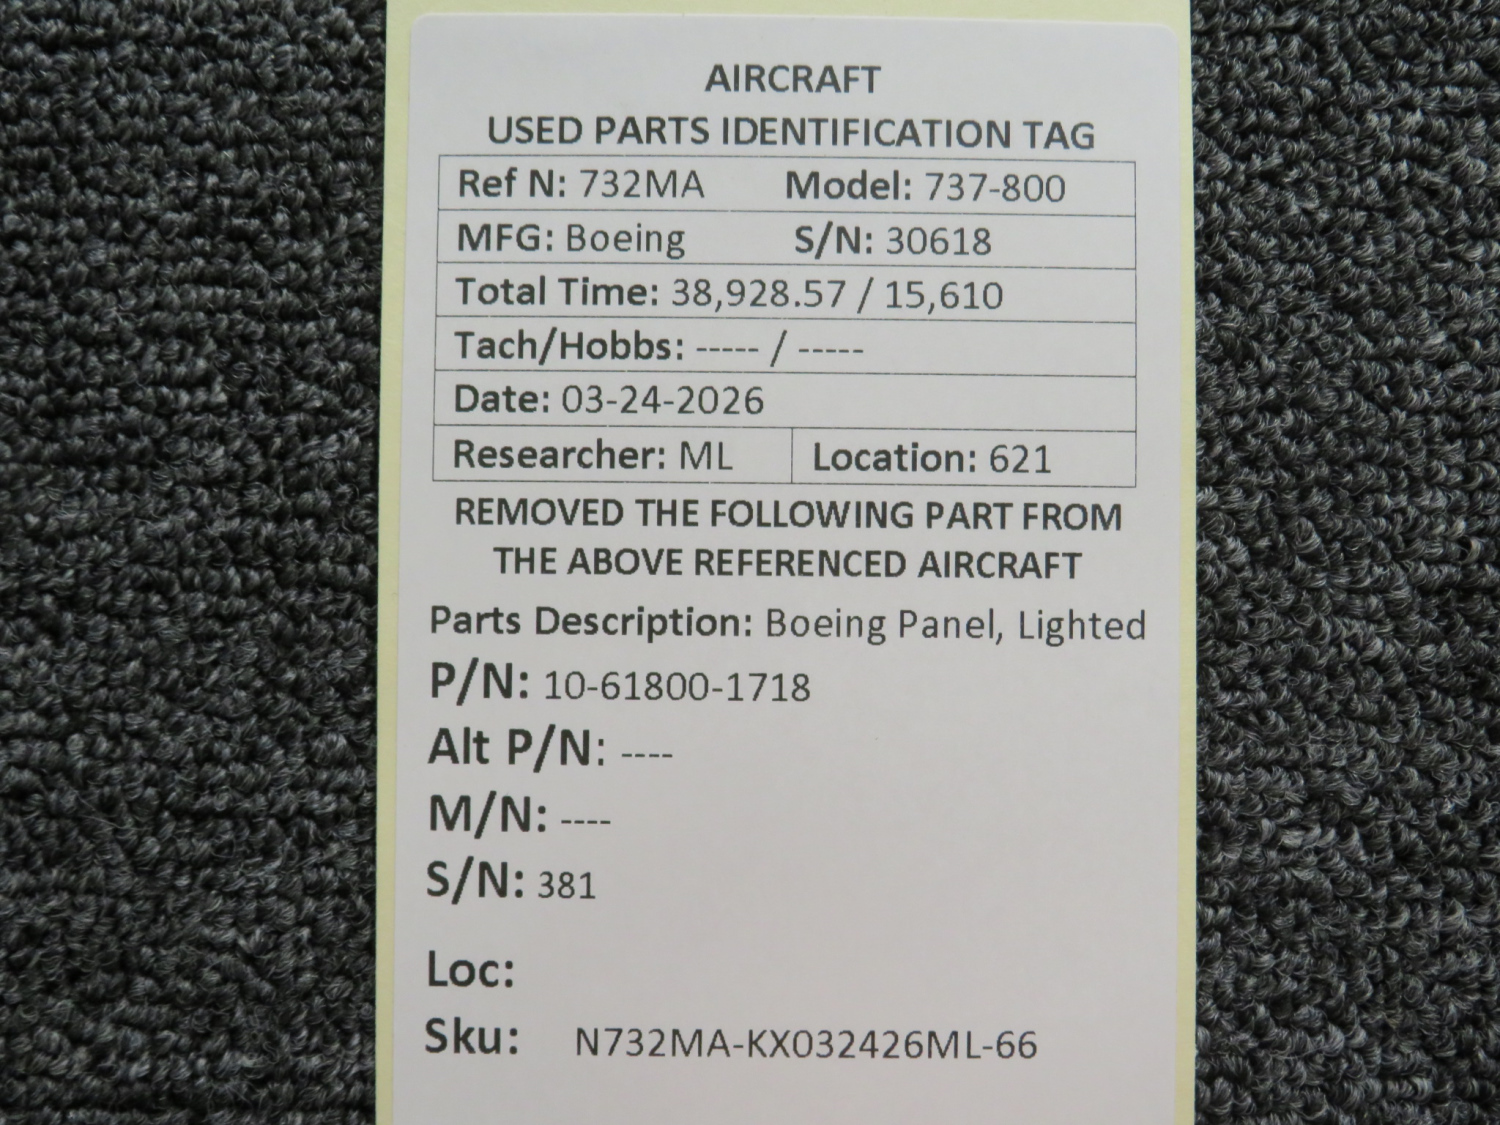 AIRCRAFT
USED PARTS IDENTIFICATION TAG
Ref N: 732MA Model: 737-800
MFG: Boeing S/N: 30618
Total Time: 38,928.57 / 15,610
Tach/Hobbs: ----- / -----
Date: 03-24-2026
Researcher: ML Location: 621
REMOVED THE FOLLOWING PART FROM
THE ABOVE REFERENCED AIRCRAFT
Parts Description: Boeing Panel, Lighted
P/N: 10-61800-1718
Alt P/N: ----
M/N: ----
S/N: 381
Loc:
Sku: N732MA-KX032426ML-66